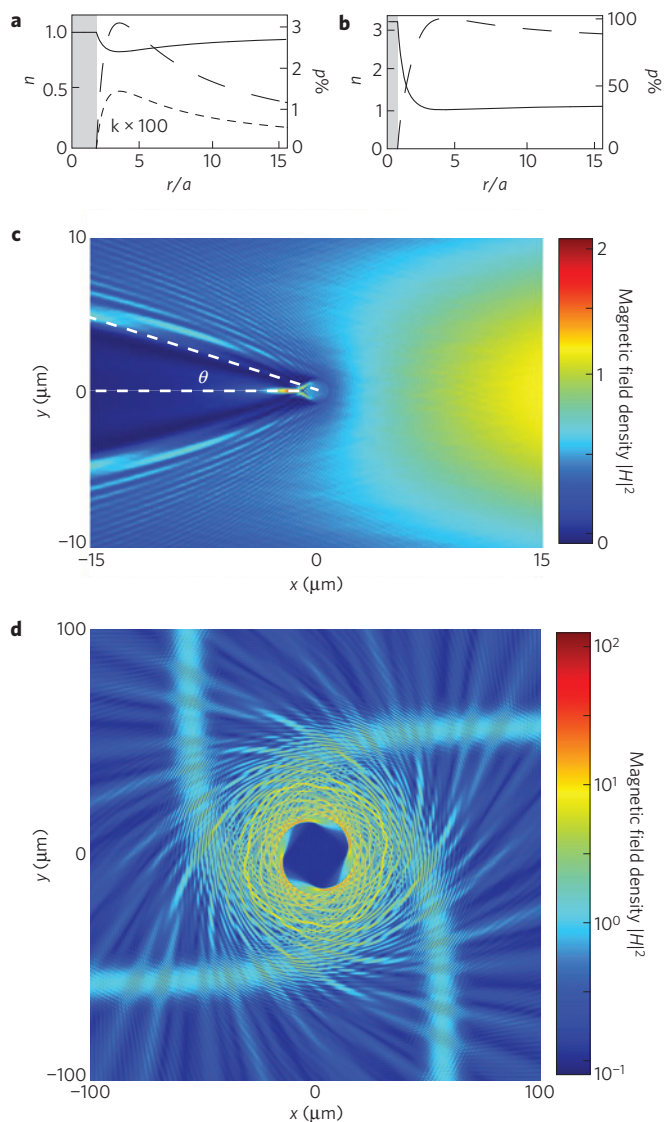 a
1.0
0.5
0
n
3
2
1
0
p%
k × 100
0 5 10 15
r/a
b
3
2
1
0
n
100
50
0
p%
0 5 10 15
r/a
c
10
0
−10
y (μm)
θ
−15 0 15
x (μm)
2
1
0
Magnetic field density |H|²
d
100
0
−100
y (μm)
−100 0 100
x (μm)
10²
10¹
10⁰
10⁻¹
Magnetic field density |H|²